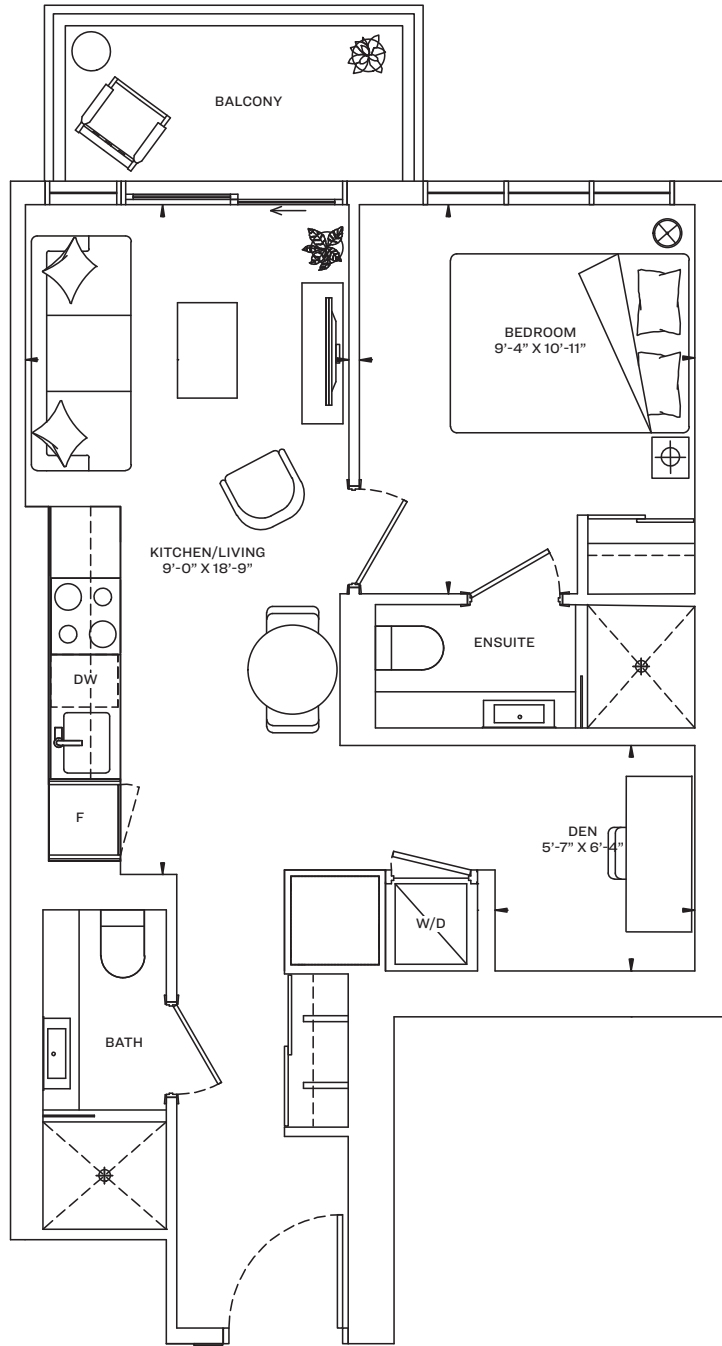 BALCONY
BEDROOM
9'-4" X 10'-11"
KITCHEN/LIVING
9'-0" X 18'-9"
ENSUITE
DW
F
DEN
5'-7" X 6'-4"
W/D
BATH